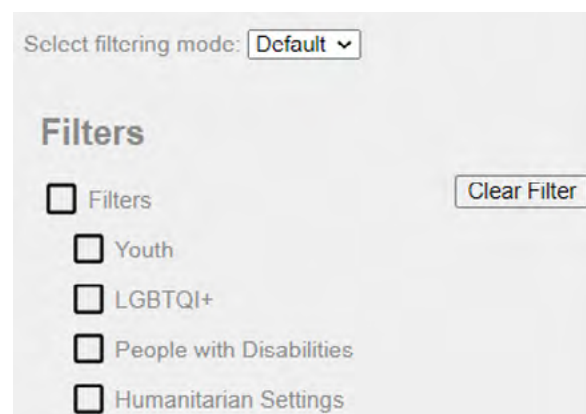 Select filtering mode: Default
Filters
Filters
Clear Filter
Youth
LGBTQI+
People with Disabilities
Humanitarian Settings